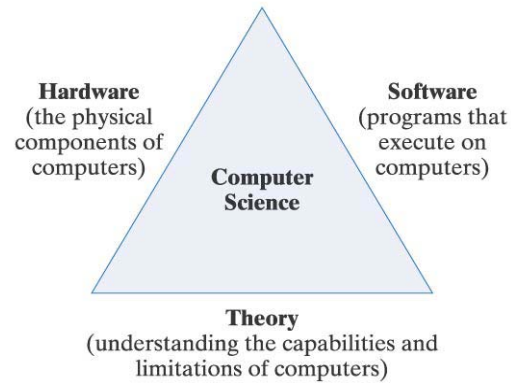 Hardware
(the physical
components of
computers)
Software
(programs that
execute on
computers)
Computer
Science
Theory
(understanding the capabilities and
limitations of computers)